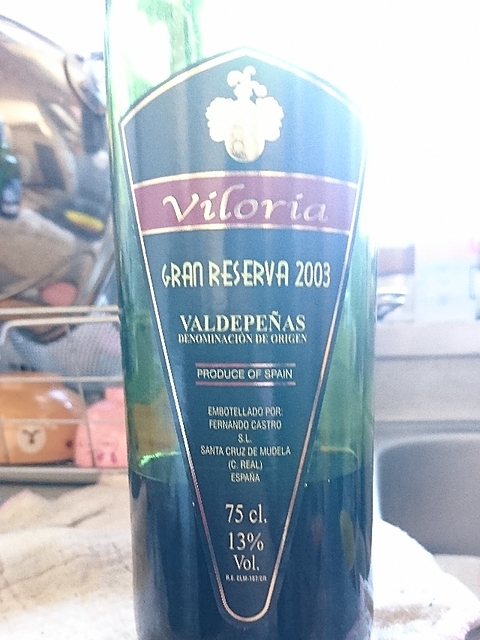 Viloria
GRAN RESERVA 2003
VALDEPEÑAS
DENOMINACIÓN DE ORIGEN
PRODUCE OF SPAIN
EMBOTELLADO POR:
FERNANDO CASTRO
S.L.
SANTA CRUZ DE MUDELA
(C. REAL)
ESPAÑA
75 cl.
13%
Vol.